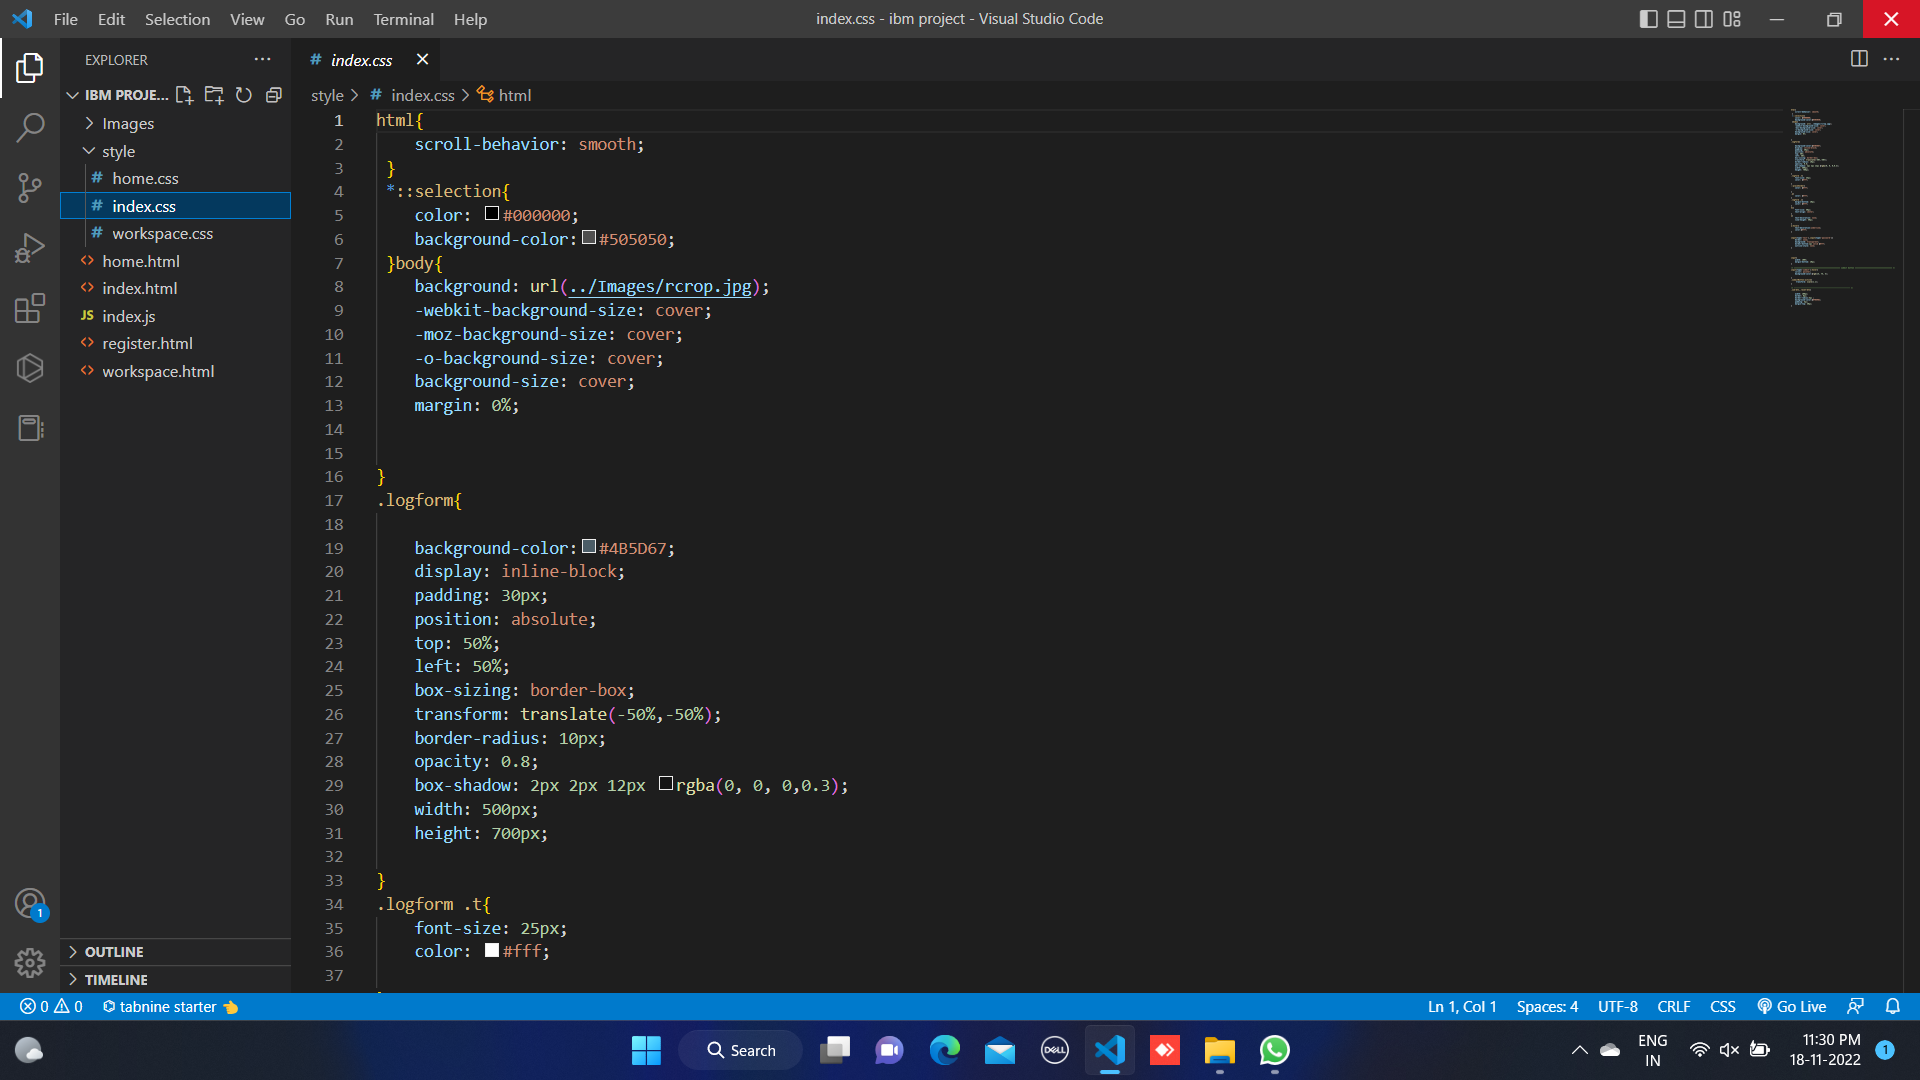 File Edit Selection View Go Run Terminal Help
index.css - ibm project - Visual Studio Code
EXPLORER
IBM PROJE...
Images
style
home.css
index.css
workspace.css
home.html
index.html
JS index.js
register.html
workspace.html
OUTLINE
TIMELINE
# index.css
style > # index.css > html
1 html{
2 scroll-behavior: smooth;
3 }
4 *::selection{
5 color: #000000;
6 background-color: #505050;
7 }body{
8 background: url(../Images/rcrop.jpg);
9 -webkit-background-size: cover;
10 -moz-background-size: cover;
11 -o-background-size: cover;
12 background-size: cover;
13 margin: 0%;
14
15
16 }
17 .logform{
18
19 background-color: #4B5D67;
20 display: inline-block;
21 padding: 30px;
22 position: absolute;
23 top: 50%;
24 left: 50%;
25 box-sizing: border-box;
26 transform: translate(-50%,-50%);
27 border-radius: 10px;
28 opacity: 0.8;
29 box-shadow: 2px 2px 12px rgba(0, 0, 0,0.3);
30 width: 500px;
31 height: 700px;
32
33 }
34 .logform .t{
35 font-size: 25px;
36 color: #fff;
37
1
0 0 tabnine starter
Ln 1, Col 1 Spaces: 4 UTF-8 CRLF CSS Go Live
Search
DELL
ENG
IN
11:30 PM
18-11-2022
1